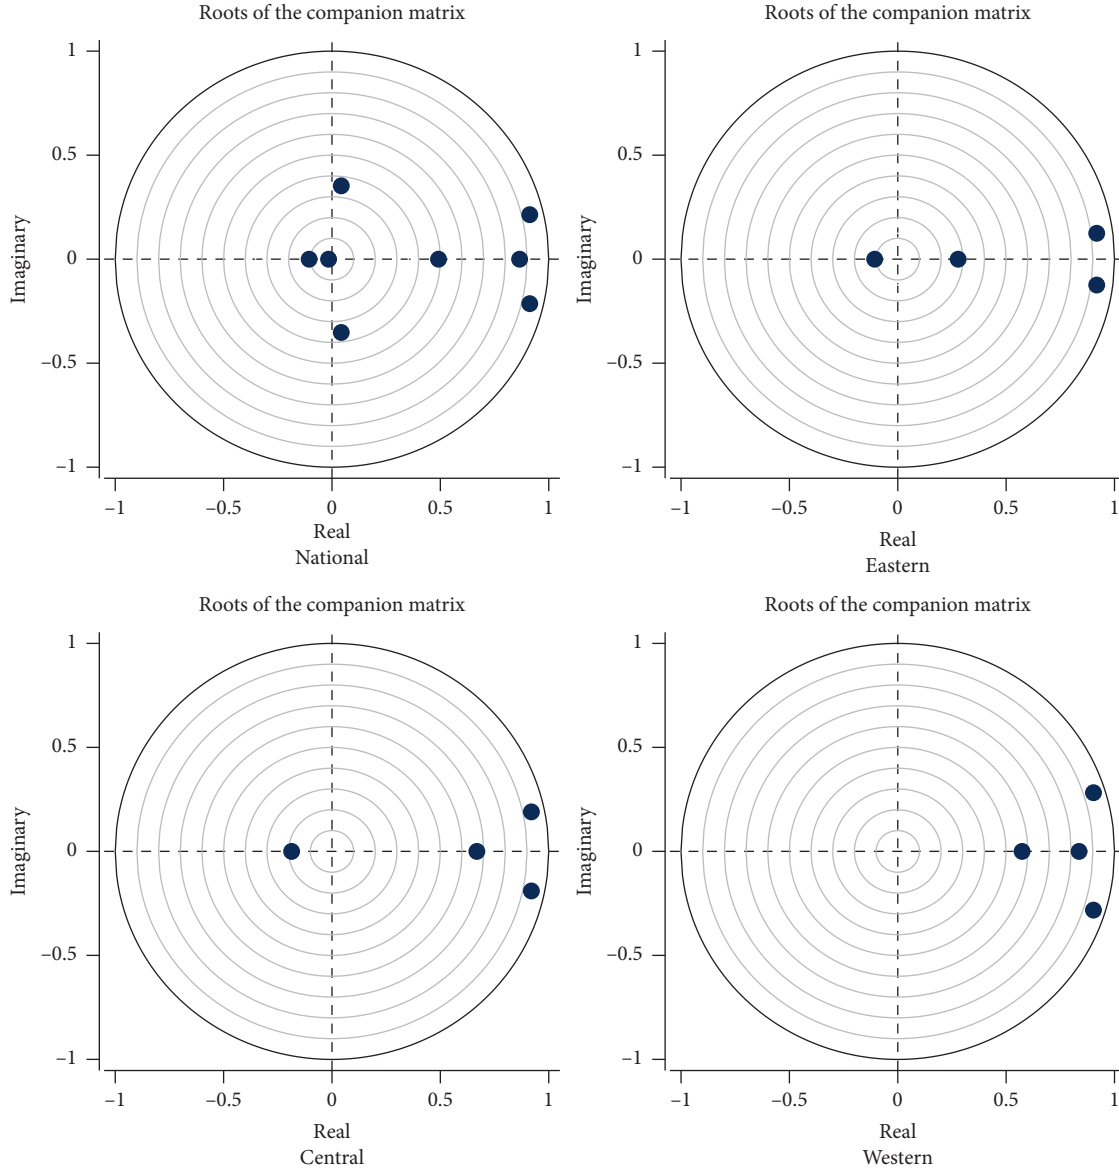 Roots of the companion matrix
1
0.5
0
–0.5
–1
Imaginary
–1 –0.5 0 0.5 1
Real
National
Roots of the companion matrix
1
0.5
0
–0.5
–1
Imaginary
–1 –0.5 0 0.5 1
Real
Eastern
Roots of the companion matrix
1
0.5
0
–0.5
–1
Imaginary
–1 –0.5 0 0.5 1
Real
Central
Roots of the companion matrix
1
0.5
0
–0.5
–1
Imaginary
–1 –0.5 0 0.5 1
Real
Western